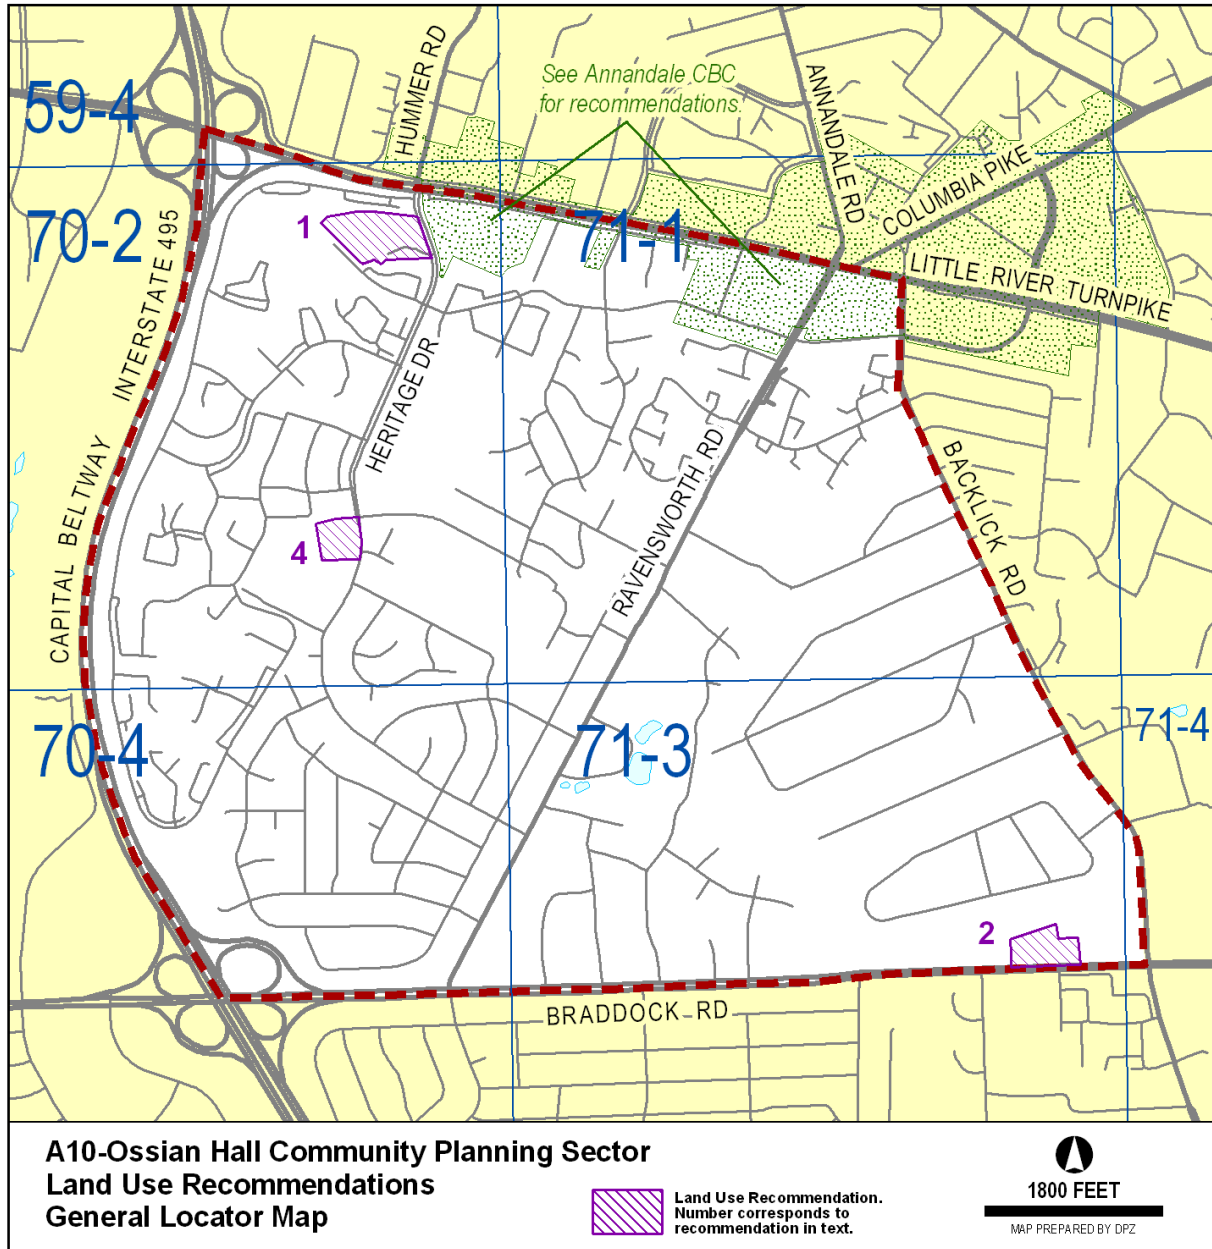 HUMMER RD
See Annandale CBC
for recommendations.
ANNANDALE RD
59-4
COLUMBIA PIKE
1
70-2
71-1
INTERSTATE 495
LITTLE RIVER TURNPIKE
HERITAGE DR
CAPITAL BELTWAY
RAVENSWORTH RD
BACKLICK RD
4
70-4
71-3
71-4
2
BRADDOCK RD
A10-Ossian Hall Community Planning Sector
Land Use Recommendations
General Locator Map
Land Use Recommendation.
Number corresponds to
recommendation in text.
1800 FEET
MAP PREPARED BY DPZ